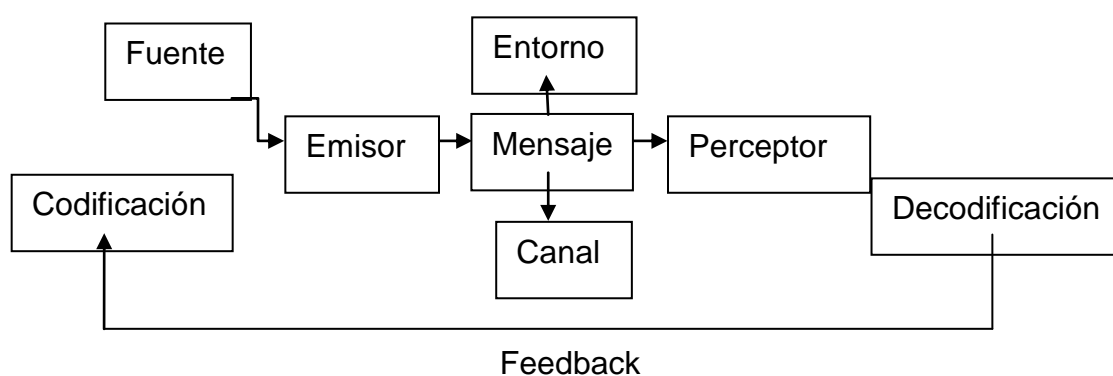 Fuente
Entorno
Emisor
Mensaje
Perceptor
Codificación
Decodificación
Canal
Feedback